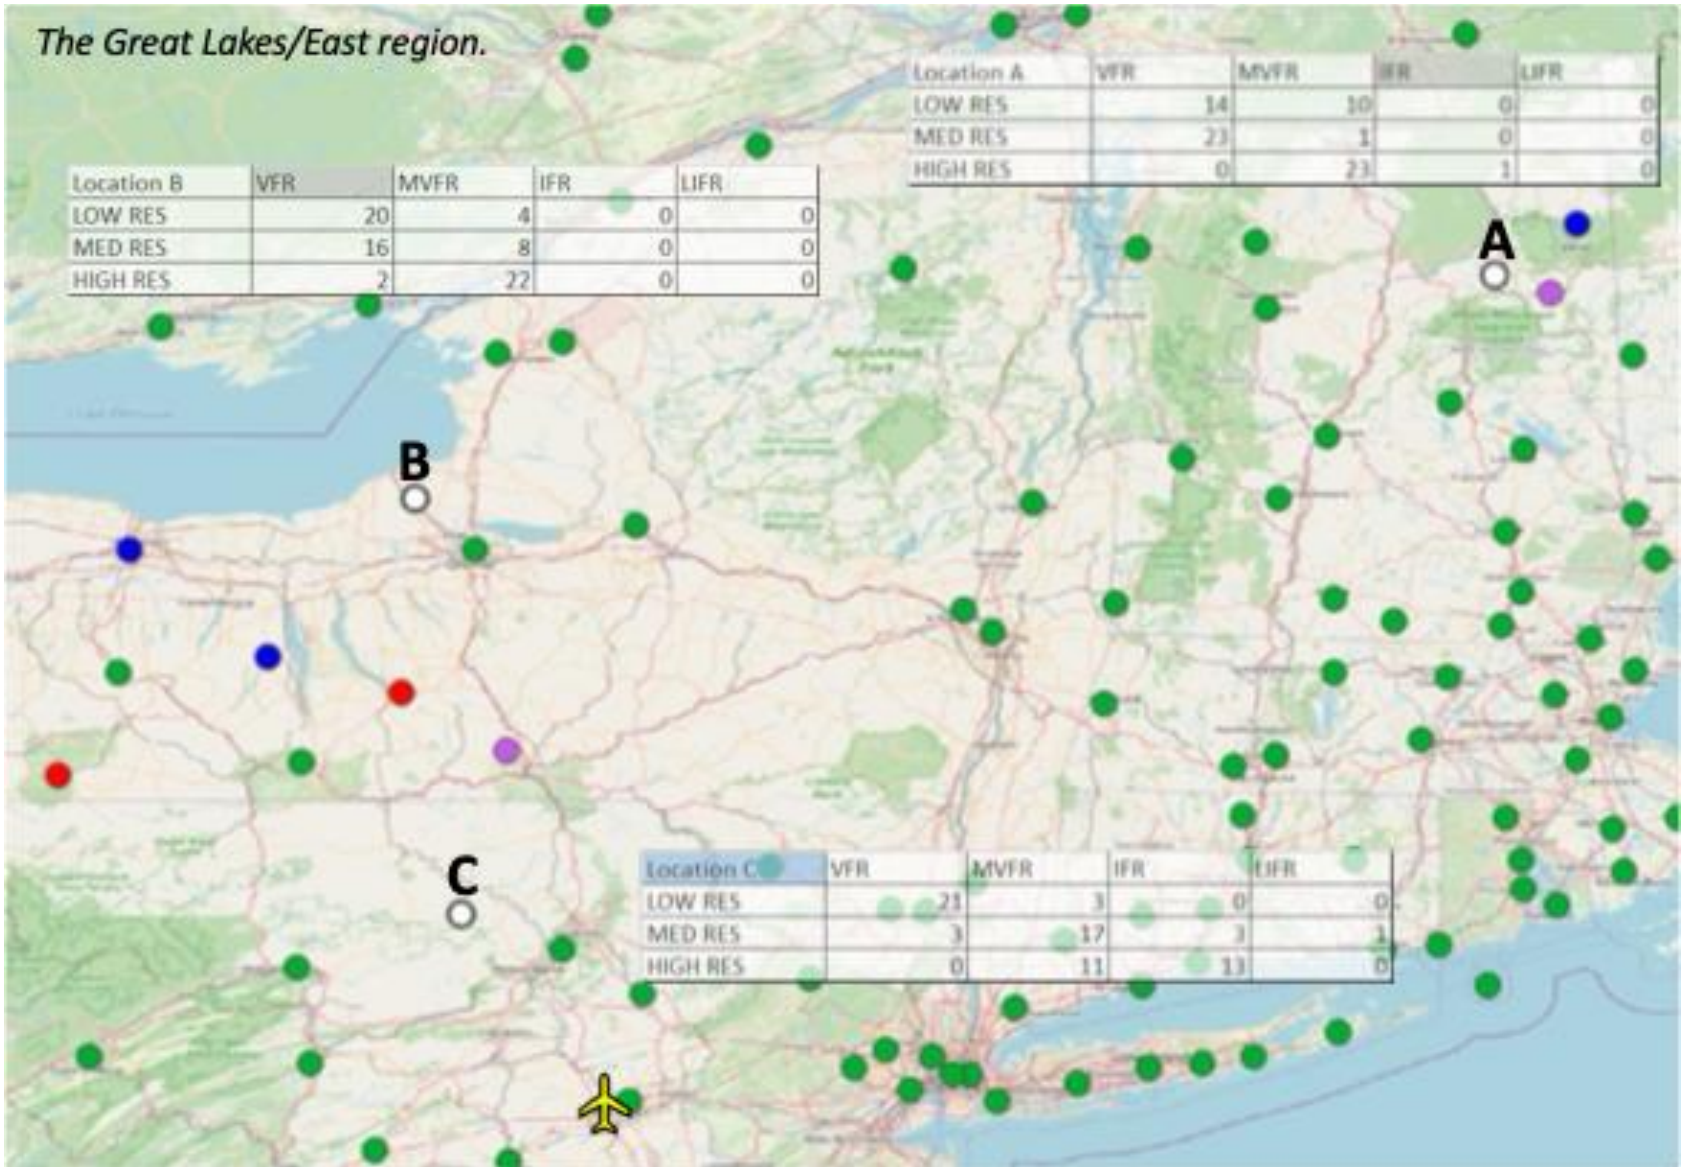 The Great Lakes/East region.
Location A VFR MVFR IFR LIFR
LOW RES 14 10 0 0
MED RES 23 1 0 0
HIGH RES 0 23 1 0
Location B VFR MVFR IFR LIFR
LOW RES 20 4 0 0
MED RES 16 8 0 0
HIGH RES 2 22 0 0
A
B
C
Location C VFR MVFR IFR LIFR
LOW RES 21 3 0 0
MED RES 3 17 3 1
HIGH RES 0 11 13 0